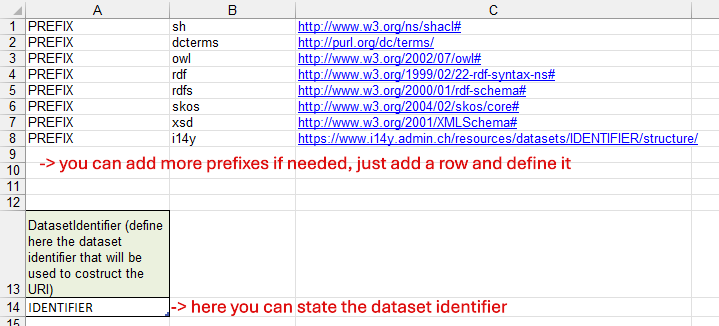 A B C
1 PREFIX sh http://www.w3.org/ns/shacl#
2 PREFIX dcterms http://purl.org/dc/terms/
3 PREFIX owl http://www.w3.org/2002/07/owl#
4 PREFIX rdf http://www.w3.org/1999/02/22-rdf-syntax-ns#
5 PREFIX rdfs http://www.w3.org/2000/01/rdf-schema#
6 PREFIX skos http://www.w3.org/2004/02/skos/core#
7 PREFIX xsd http://www.w3.org/2001/XMLSchema#
8 PREFIX i14y https://www.i14y.admin.ch/resources/datasets/IDENTIFIER/structure/
9
-> you can add more prefixes if needed, just add a row and define it
10
11
12
DatasetIdentifier (define
here the dataset
identifier that will be
used to costruct the
13 URI)
14 IDENTIFIER -> here you can state the dataset identifier
15